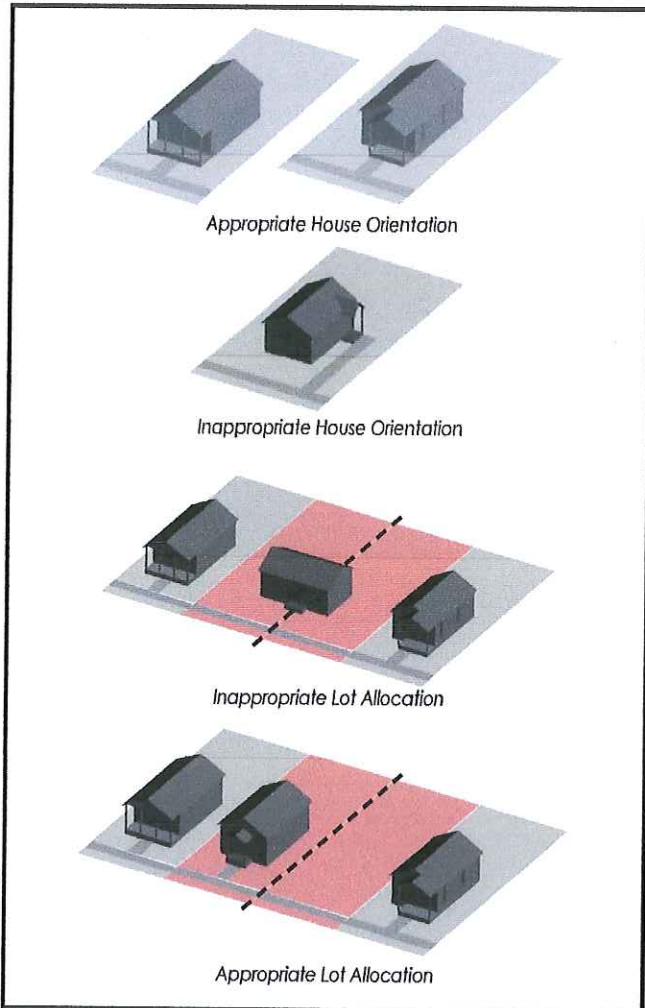 Appropriate House Orientation
Inappropriate House Orientation
Inappropriate Lot Allocation
Appropriate Lot Allocation